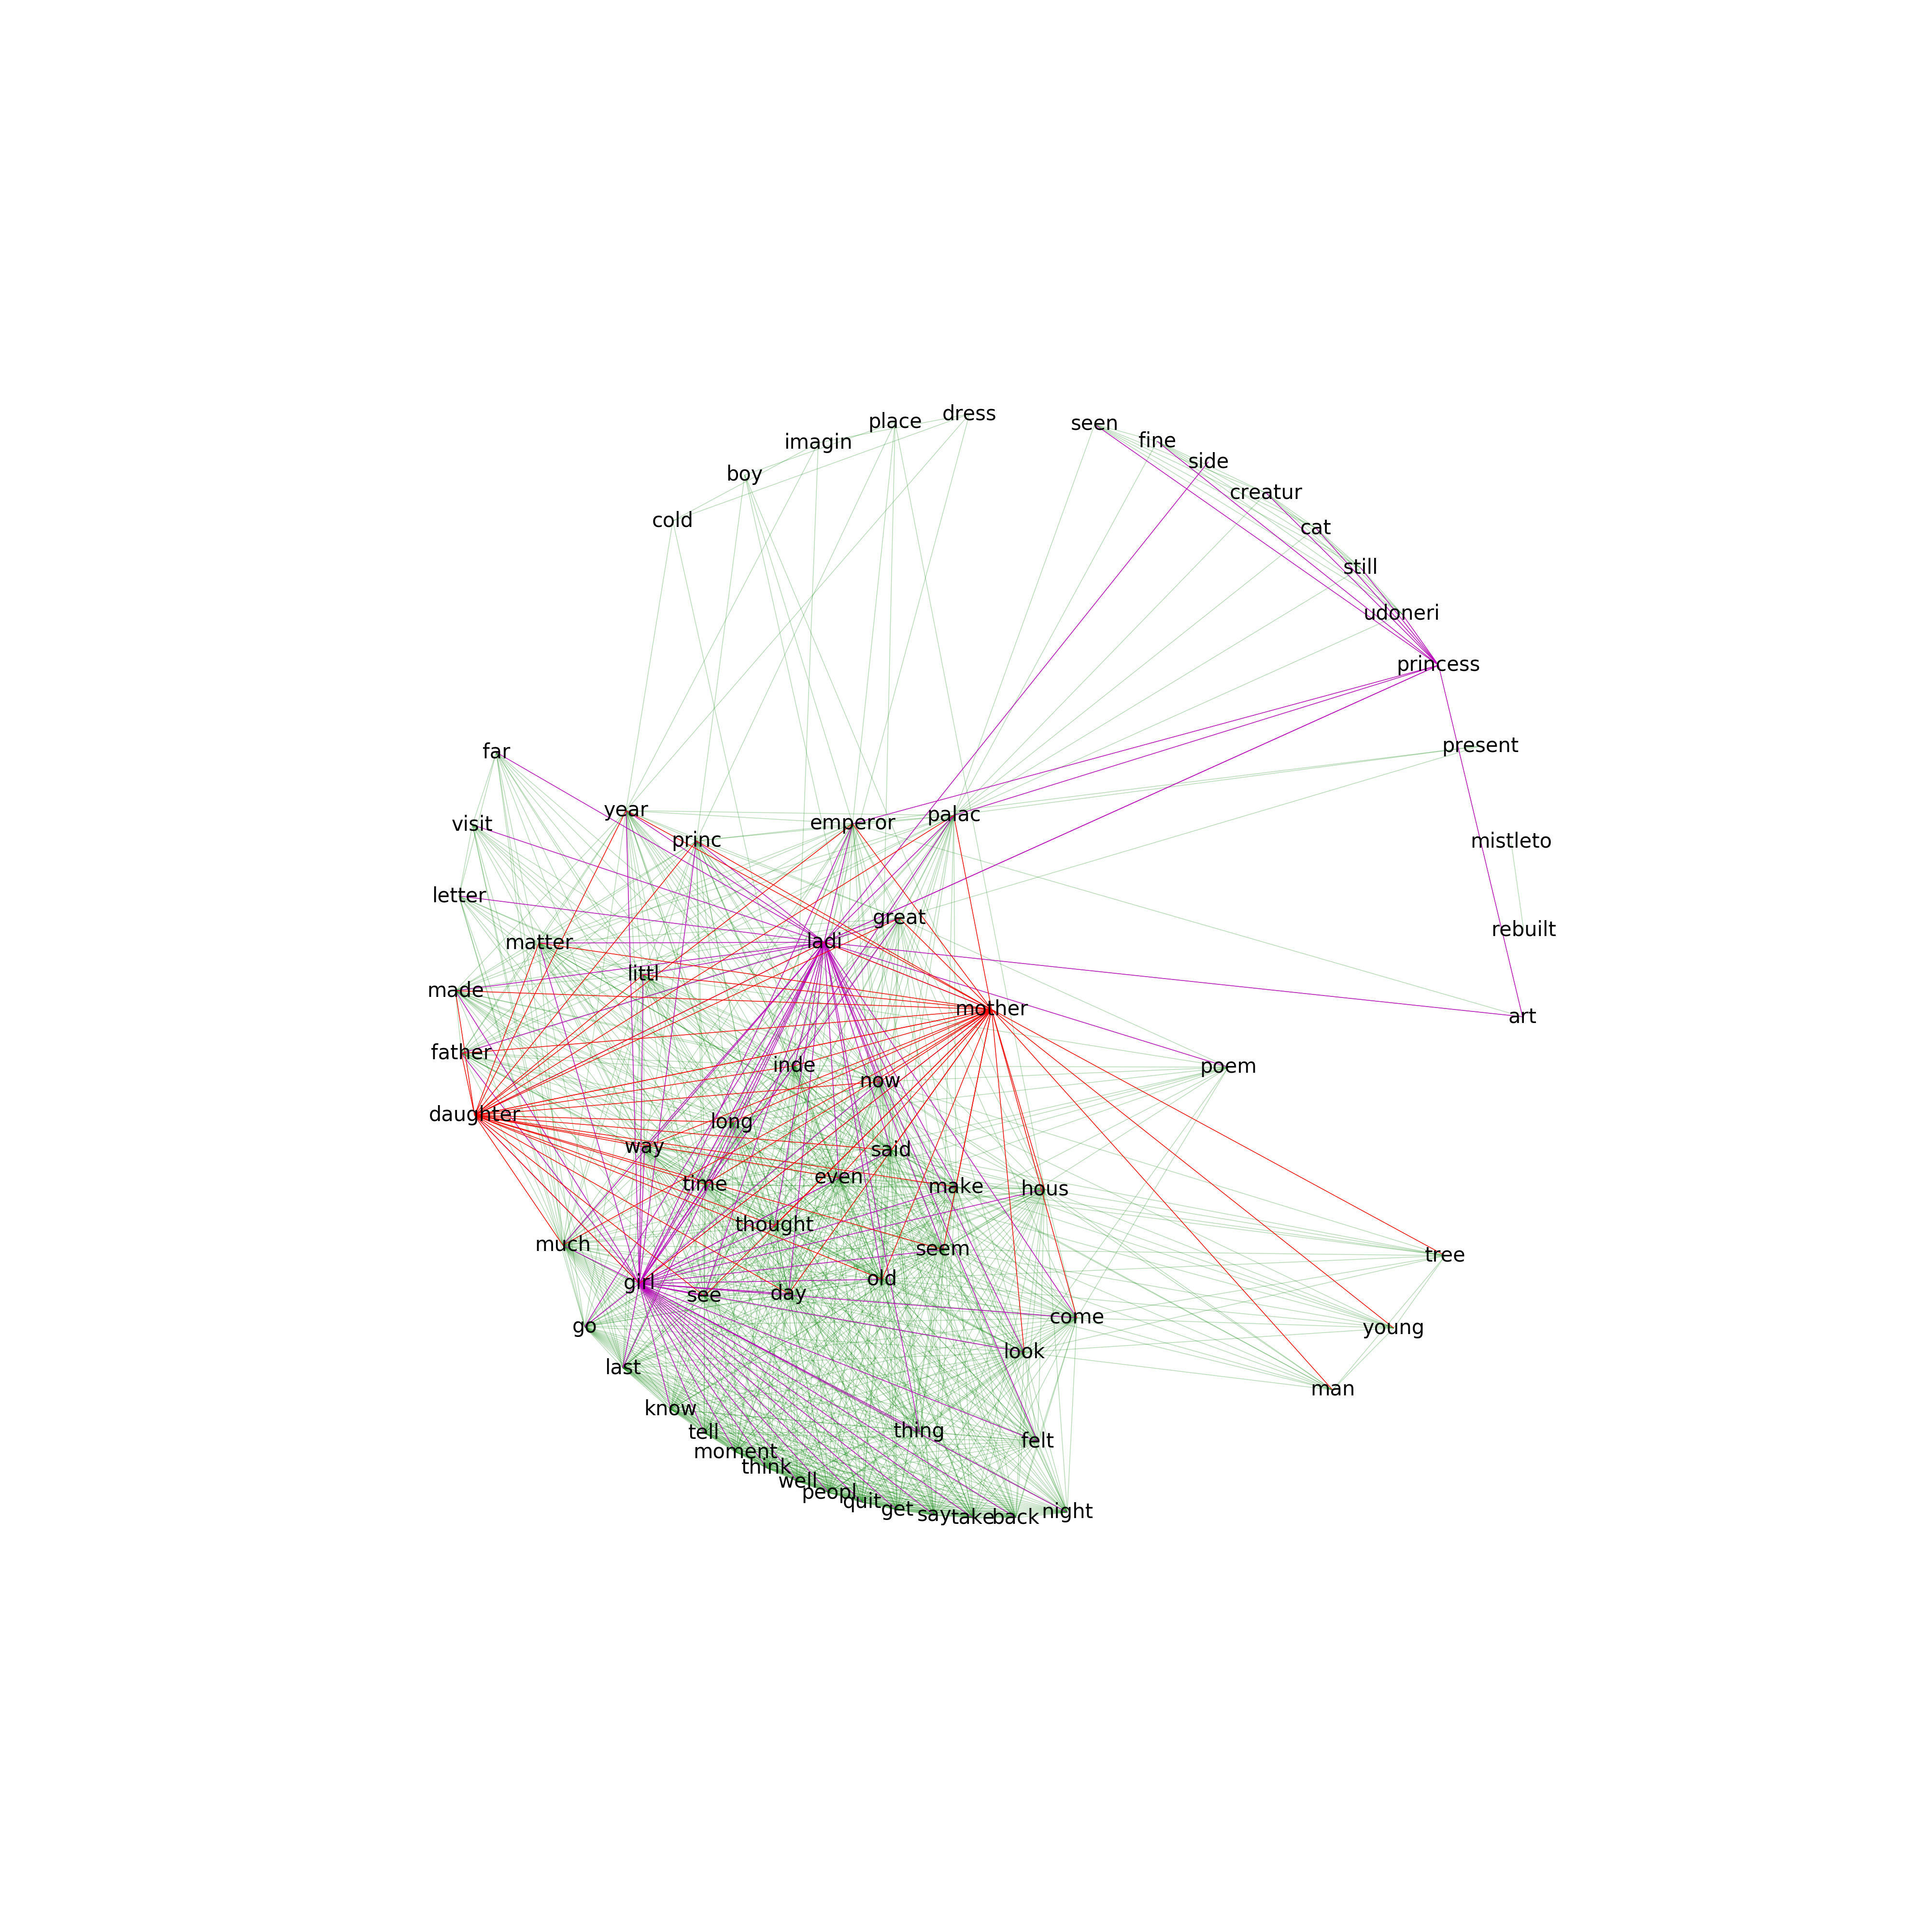 dress
place
seen
imagin
fine
side
boy
creatur
cold
cat
still
udoneri
princess
present
far
year
palac
emperor
visit
princ
mistleto
letter
great
rebuilt
matter
ladi
littl
made
mother
art
father
inde
poem
now
daughter
long
way
said
even
time
make
hous
thought
much
seem
tree
girl
old
see
day
come
go
young
look
last
man
know
tell
thing
felt
moment
think
well
peopl
quit
get
night
say
take
back